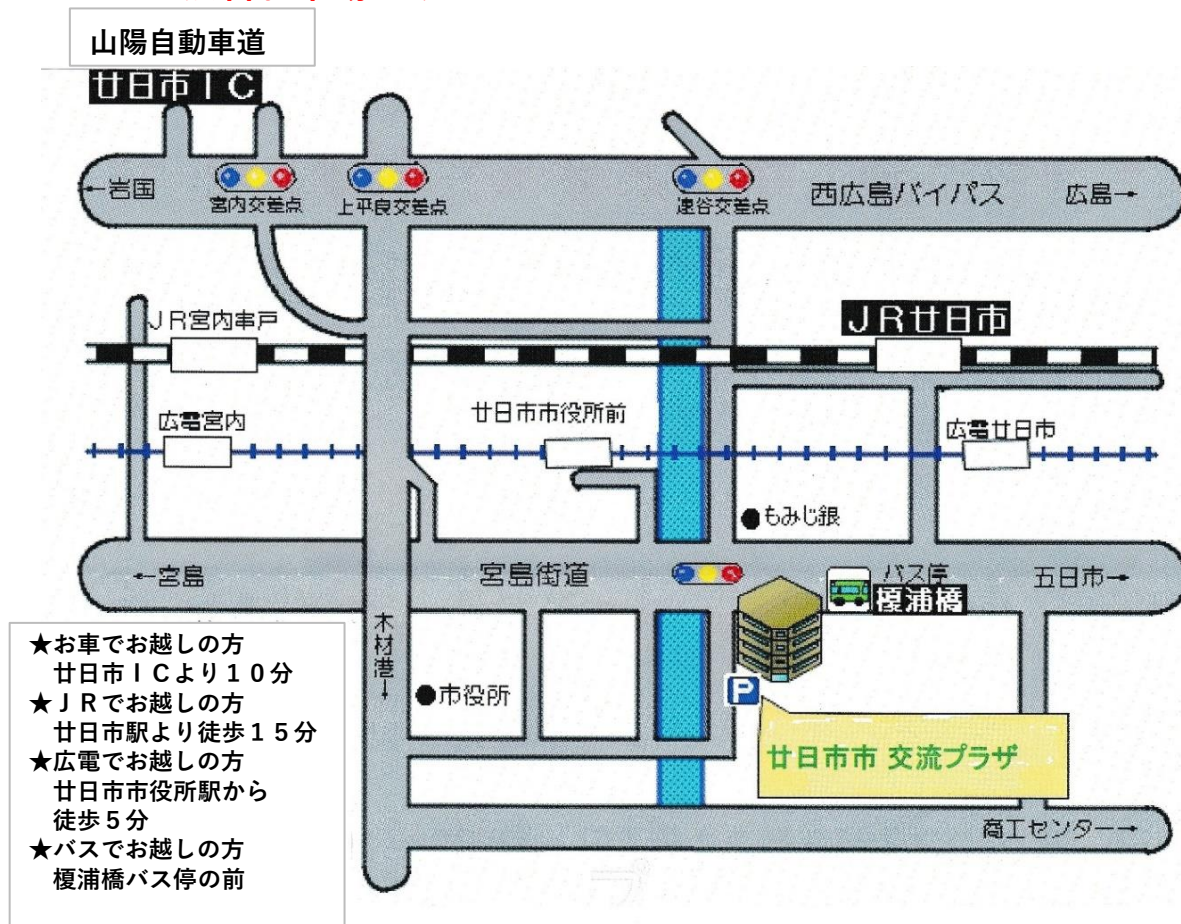 山陽自動車道
廿日市ＩＣ
←岩国
宮内交差点
上平良交差点
速谷交差点
西広島バイパス
広島→
ＪＲ宮内串戸
ＪＲ廿日市
広電宮内
廿日市市役所前
広電廿日市
●もみじ銀
←宮島
宮島街道
バス停
榎浦橋
五日市→
木材港→
●市役所
P
廿日市市 交流プラザ
商工センター→
★お車でお越しの方
廿日市ＩＣより１０分
★ＪＲでお越しの方
廿日市駅より徒歩１５分
★広電でお越しの方
廿日市市役所駅から
徒歩５分
★バスでお越しの方
榎浦橋バス停の前